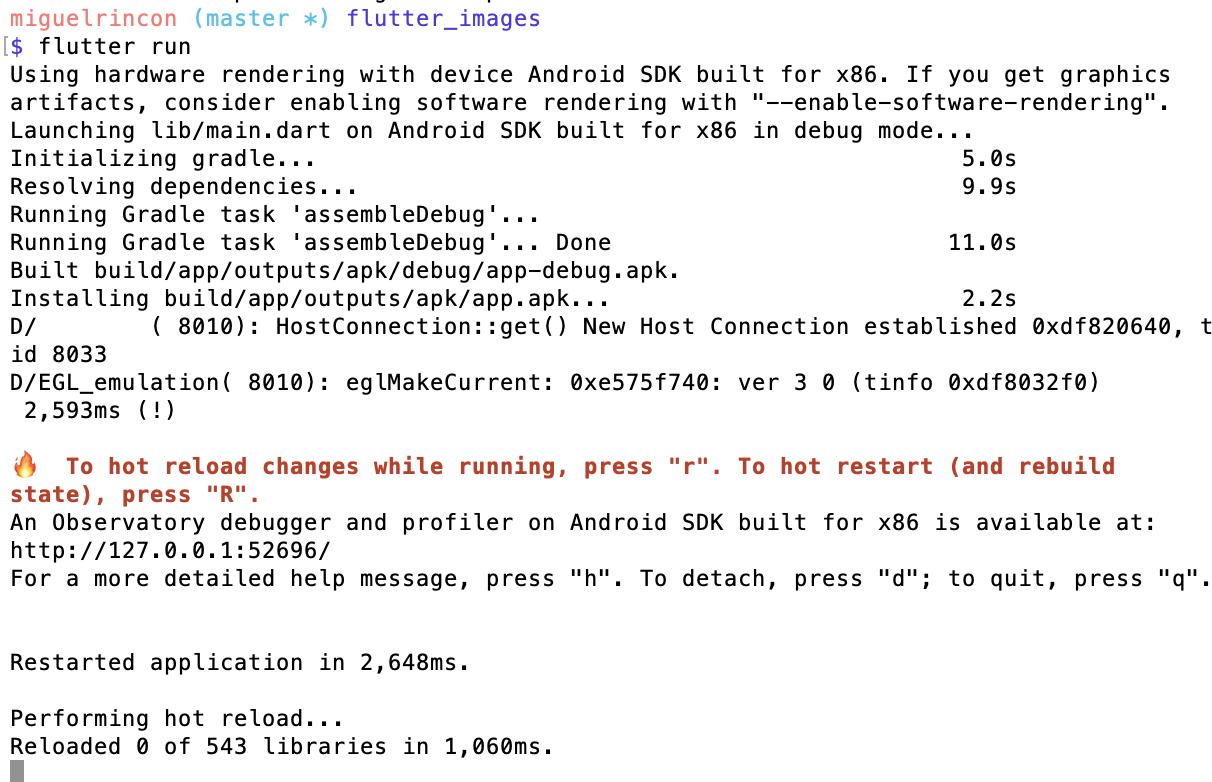 miguelrincon (master *) flutter_images
[$ flutter run
Using hardware rendering with device Android SDK built for x86. If you get graphics
artifacts, consider enabling software rendering with "--enable-software-rendering".
Launching lib/main.dart on Android SDK built for x86 in debug mode...
Initializing gradle...                                              5.0s
Resolving dependencies...                                           9.9s
Running Gradle task 'assembleDebug'...
Running Gradle task 'assembleDebug'... Done                        11.0s
Built build/app/outputs/apk/debug/app-debug.apk.
Installing build/app/outputs/apk/app.apk...                         2.2s
D/        ( 8010): HostConnection::get() New Host Connection established 0xdf820640, t
id 8033
D/EGL_emulation( 8010): eglMakeCurrent: 0xe575f740: ver 3 0 (tinfo 0xdf8032f0)
 2,593ms (!)
🔥  To hot reload changes while running, press "r". To hot restart (and rebuild
state), press "R".
An Observatory debugger and profiler on Android SDK built for x86 is available at:
http://127.0.0.1:52696/
For a more detailed help message, press "h". To detach, press "d"; to quit, press "q".
Restarted application in 2,648ms.
Performing hot reload...
Reloaded 0 of 543 libraries in 1,060ms.